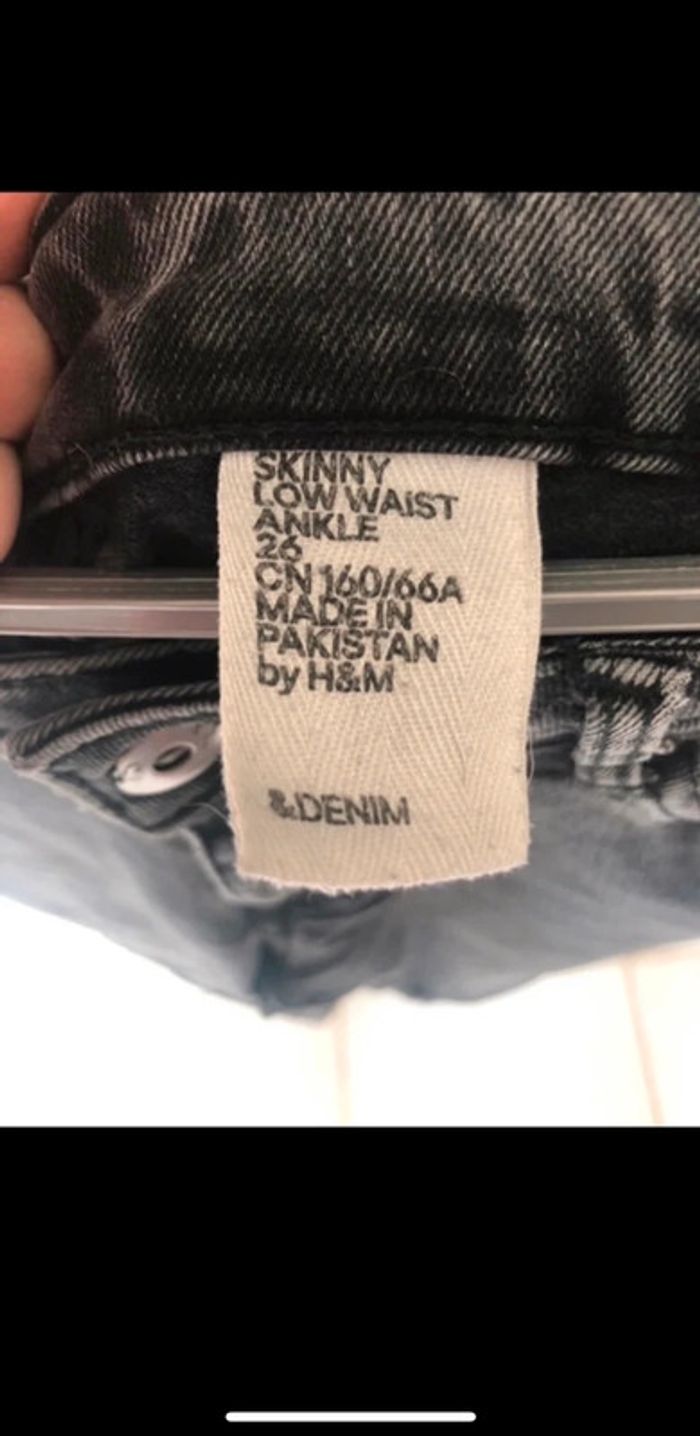 SKINNY
LOW WAIST
ANKLE
26
CN 160/66A
MADE IN
PAKISTAN
by H&M
&DENIM